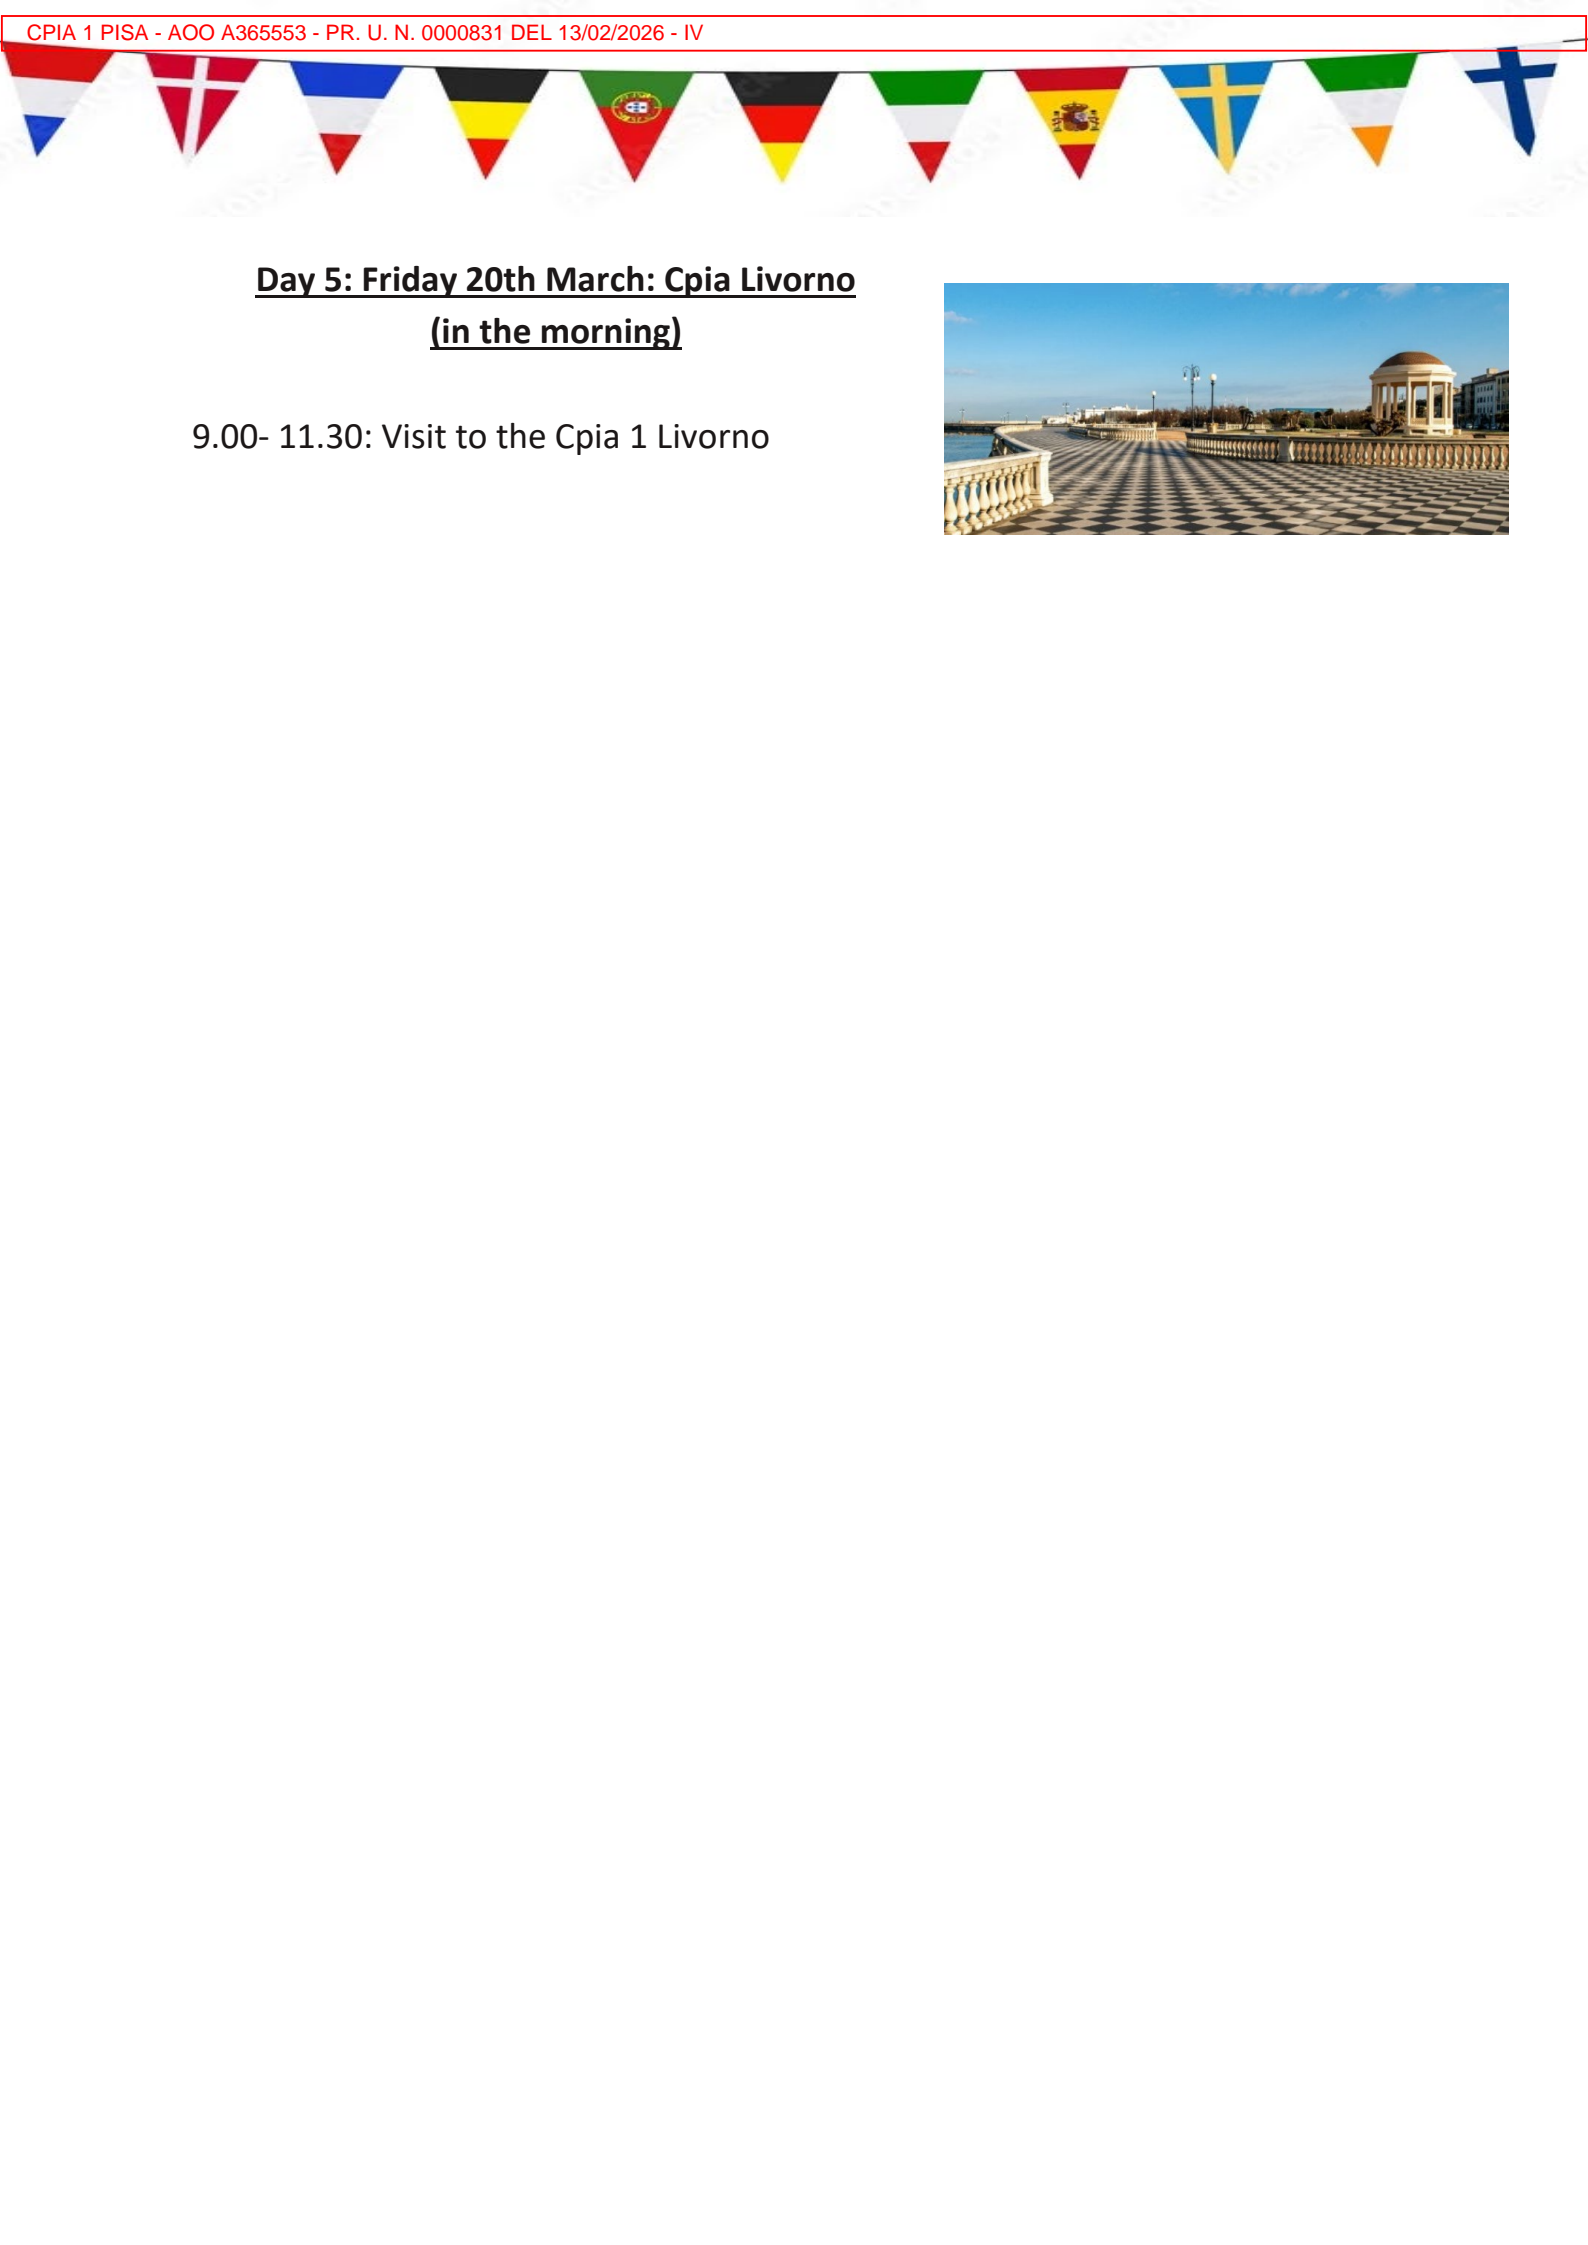 CPIA 1 PISA - AOO A365553 - PR. U. N. 0000831 DEL 13/02/2026 - IV
Day 5: Friday 20th March: Cpia Livorno
(in the morning)
9.00- 11.30: Visit to the Cpia 1 Livorno